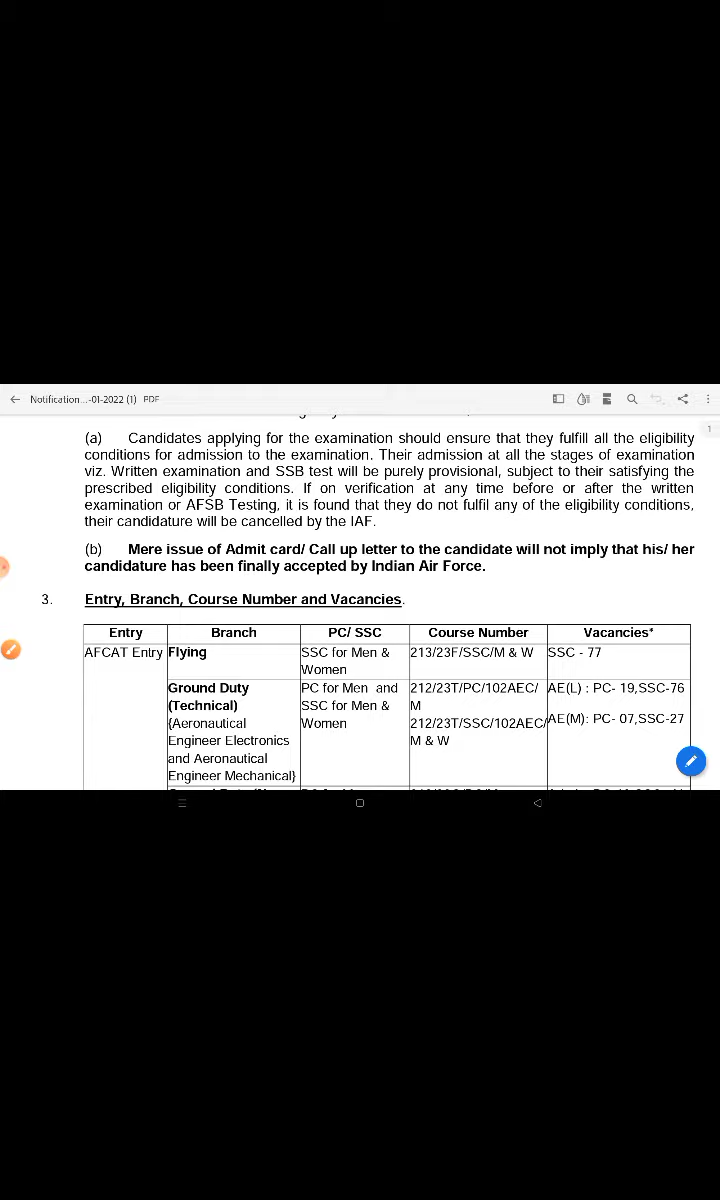 Notification...-01-2022 (1) PDF
1
(a) Candidates applying for the examination should ensure that they fulfill all the eligibility
conditions for admission to the examination. Their admission at all the stages of examination
viz. Written examination and SSB test will be purely provisional, subject to their satisfying the
prescribed eligibility conditions. If on verification at any time before or after the written
examination or AFSB Testing, it is found that they do not fulfil any of the eligibility conditions,
their candidature will be cancelled by the IAF.
(b) Mere issue of Admit card/ Call up letter to the candidate will not imply that his/ her
candidature has been finally accepted by Indian Air Force.
3. Entry, Branch, Course Number and Vacancies.
Entry Branch PC/ SSC Course Number Vacancies*
AFCAT Entry Flying SSC for Men & 213/23F/SSC/M & W SSC - 77
Women
Ground Duty PC for Men and 212/23T/PC/102AEC/ AE(L) : PC- 19,SSC-76
(Technical) SSC for Men & M
{Aeronautical Women 212/23T/SSC/102AEC/ AE(M): PC- 07,SSC-27
Engineer Electronics M & W
and Aeronautical
Engineer Mechanical}